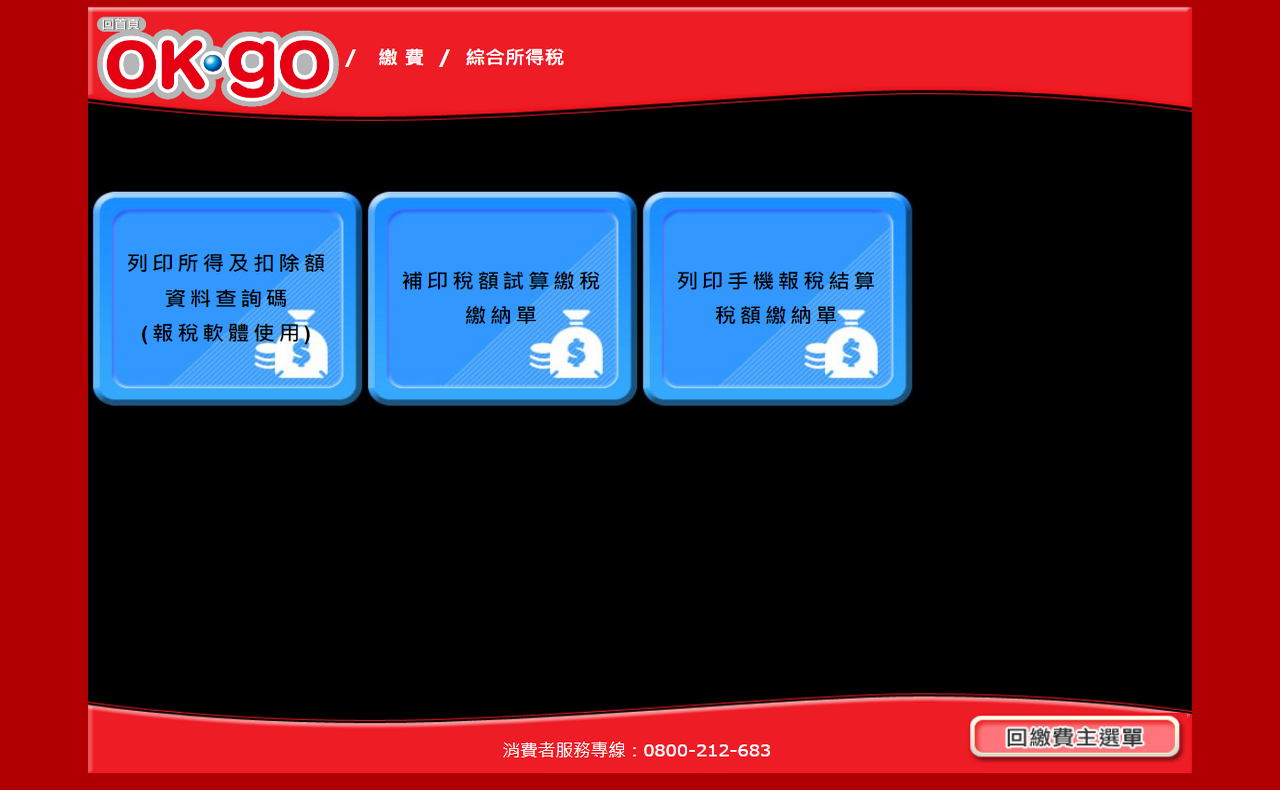 回首頁
OK·go / 繳 費 / 綜合所得稅
列印所得及扣除額
資料查詢碼
(報稅軟體使用)
補印稅額試算繳稅
繳納單
列印手機報稅結算
稅額繳納單
消費者服務專線：0800-212-683
回繳費主選單